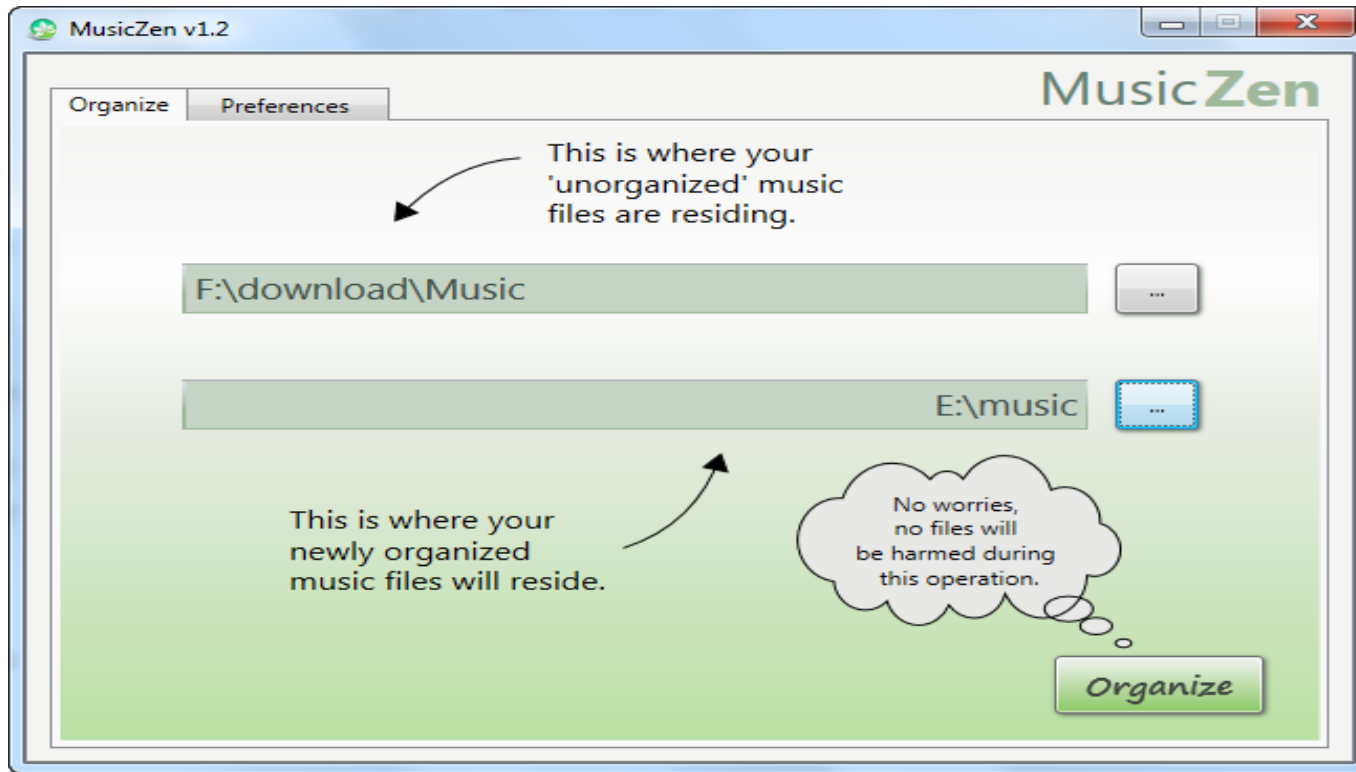 MusicZen v1.2
MusicZen
Organize
Preferences
This is where your
'unorganized' music
files are residing.
F:\download\Music
...
E:\music
...
This is where your
newly organized
music files will reside.
No worries,
no files will
be harmed during
this operation.
Organize